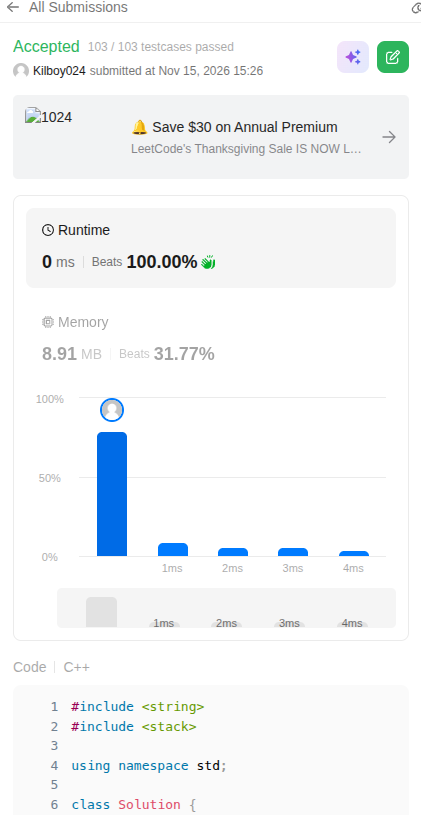 All Submissions
Accepted 103 / 103 testcases passed
Kilboy024 submitted at Nov 15, 2026 15:26
1024
🔔 Save $30 on Annual Premium
LeetCode's Thanksgiving Sale IS NOW L…
Runtime
0 ms | Beats 100.00% 👏
Memory
8.91 MB | Beats 31.77%
100%
50%
0%
1ms 2ms 3ms 4ms
1ms 2ms 3ms 4ms
Code | C++
1 #include <string>
2 #include <stack>
3
4 using namespace std;
5
6 class Solution {